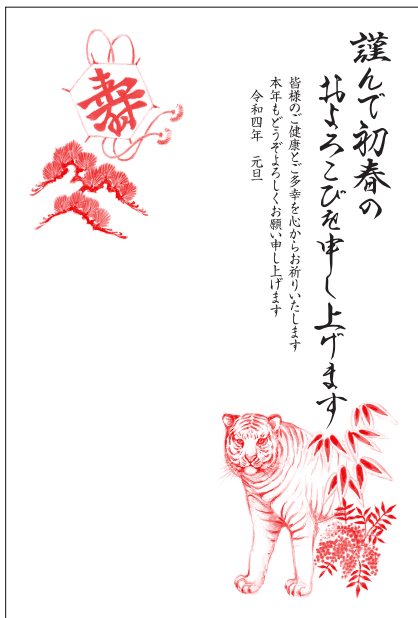 謹んで初春の
およろこびを申し上げます
皆様のご健康とご多幸を心からお祈りいたします
本年もどうぞよろしくお願い申し上げます
令和四年　元旦
寿